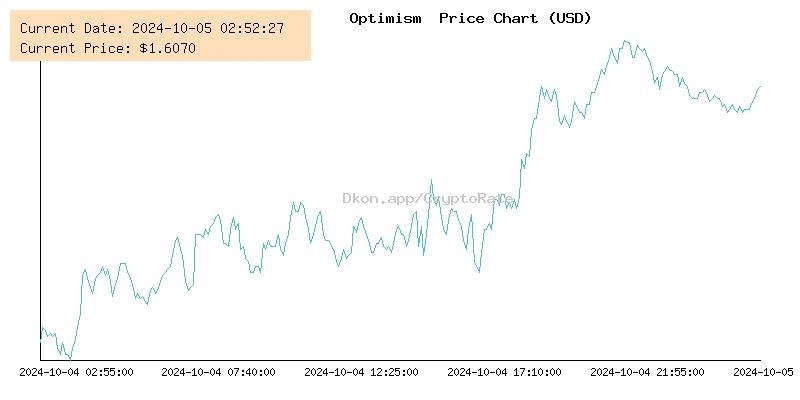 Optimism Price Chart (USD)
Current Date: 2024-10-05 02:52:27
Current Price: $1.6070
Dkon.app/CryptoRate
2024-10-04 02:55:00 2024-10-04 07:40:00 2024-10-04 12:25:00 2024-10-04 17:10:00 2024-10-04 21:55:00 2024-10-05